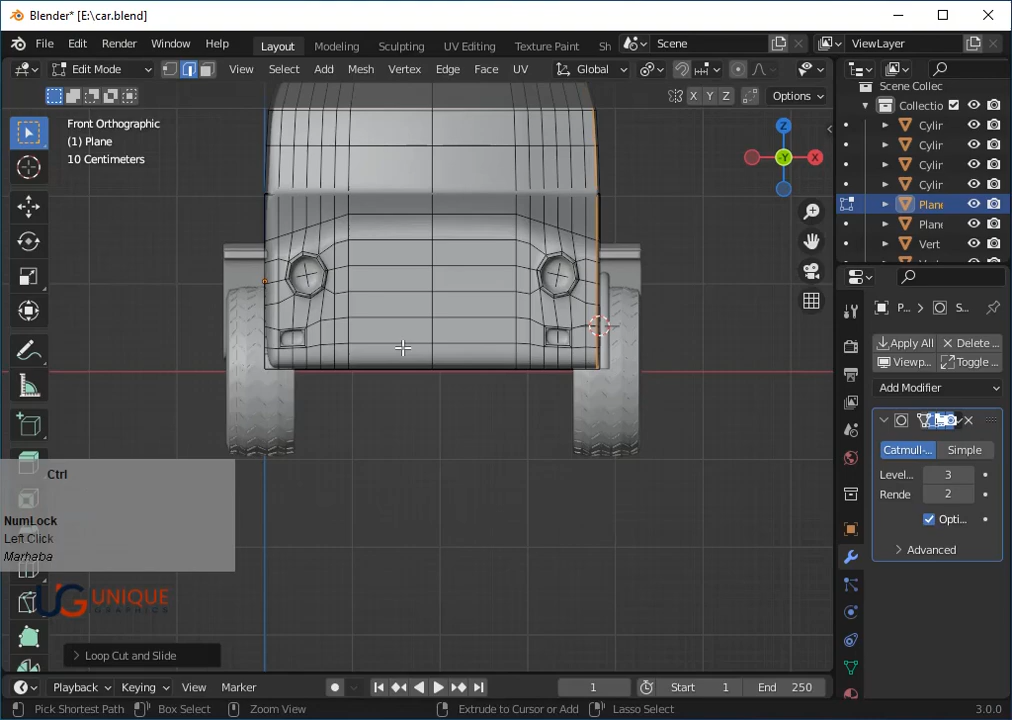 Blender* [E:\car.blend]
File Edit Render Window Help Layout Modeling Sculpting UV Editing Texture Paint Sh Scene ViewLayer
Edit Mode View Select Add Mesh Vertex Edge Face UV Global
X Y Z Options
Front Orthographic
(1) Plane
10 Centimeters
Z
X
-Y
Scene Collec
Collectio
Cylin
Cylin
Cylin
Cylin
Plane
Plane
Vert
P...
S...
Apply All Delete ...
Viewp... Toggle ...
Add Modifier
Catmull-... Simple
Level... 3
Rende 2
Opti...
Advanced
Ctrl
NumLock
Left Click
Marhaba
UG UNIQUE
GRAPHICS
Loop Cut and Slide
Playback Keying View Marker 1 Start 1 End 250
Pick Shortest Path Box Select Zoom View Extrude to Cursor or Add Lasso Select 3.0.0